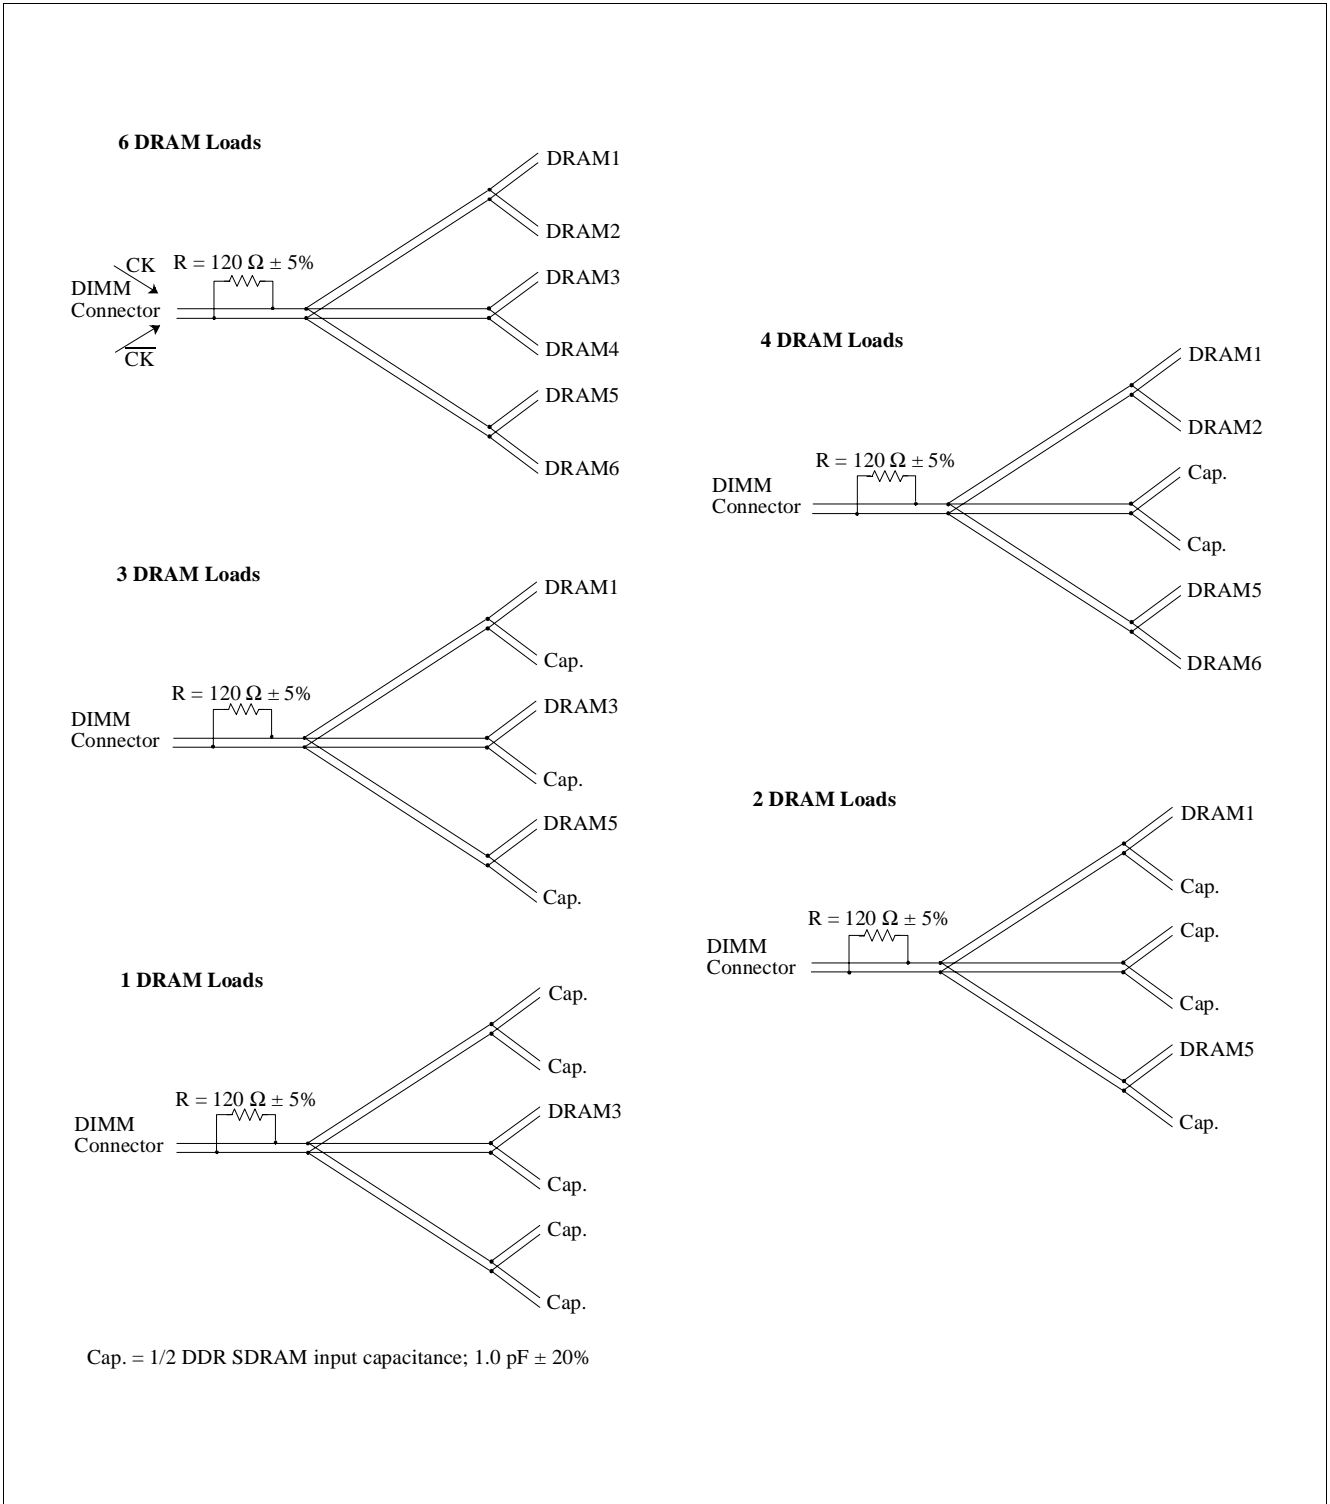 6 DRAM Loads
DRAM1
DRAM2
CK
R = 120 Ω ± 5%
DRAM3
DIMM
Connector
CK
DRAM4
DRAM5
DRAM6
4 DRAM Loads
DRAM1
DRAM2
R = 120 Ω ± 5%
Cap.
DIMM
Connector
Cap.
DRAM5
DRAM6
3 DRAM Loads
DRAM1
Cap.
R = 120 Ω ± 5%
DRAM3
DIMM
Connector
Cap.
DRAM5
Cap.
2 DRAM Loads
DRAM1
Cap.
R = 120 Ω ± 5%
Cap.
DIMM
Connector
Cap.
DRAM5
Cap.
1 DRAM Loads
Cap.
Cap.
R = 120 Ω ± 5%
DRAM3
DIMM
Connector
Cap.
Cap.
Cap.
Cap. = 1/2 DDR SDRAM input capacitance; 1.0 pF ± 20%